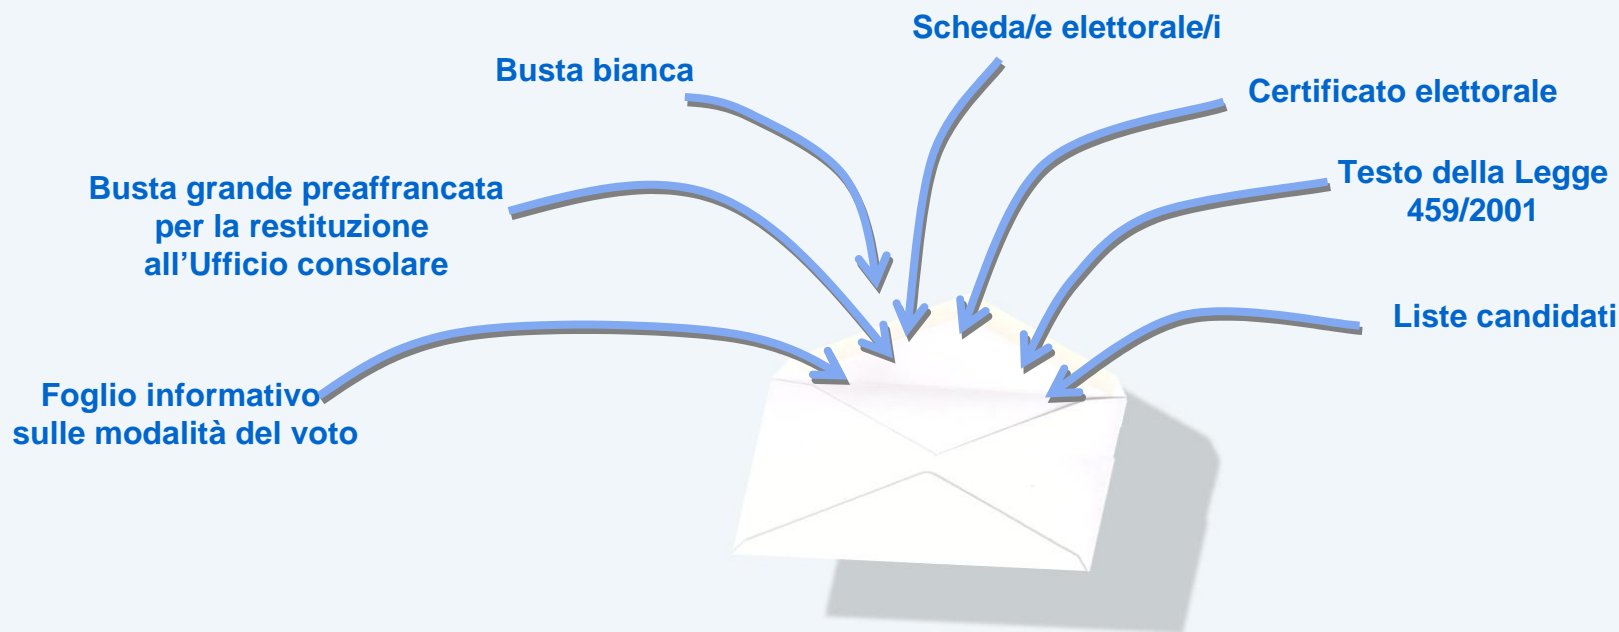 Scheda/e elettorale/i
Busta bianca
Certificato elettorale
Busta grande preaffrancata
per la restituzione
all’Ufficio consolare
Testo della Legge
459/2001
Liste candidati
Foglio informativo
sulle modalità del voto